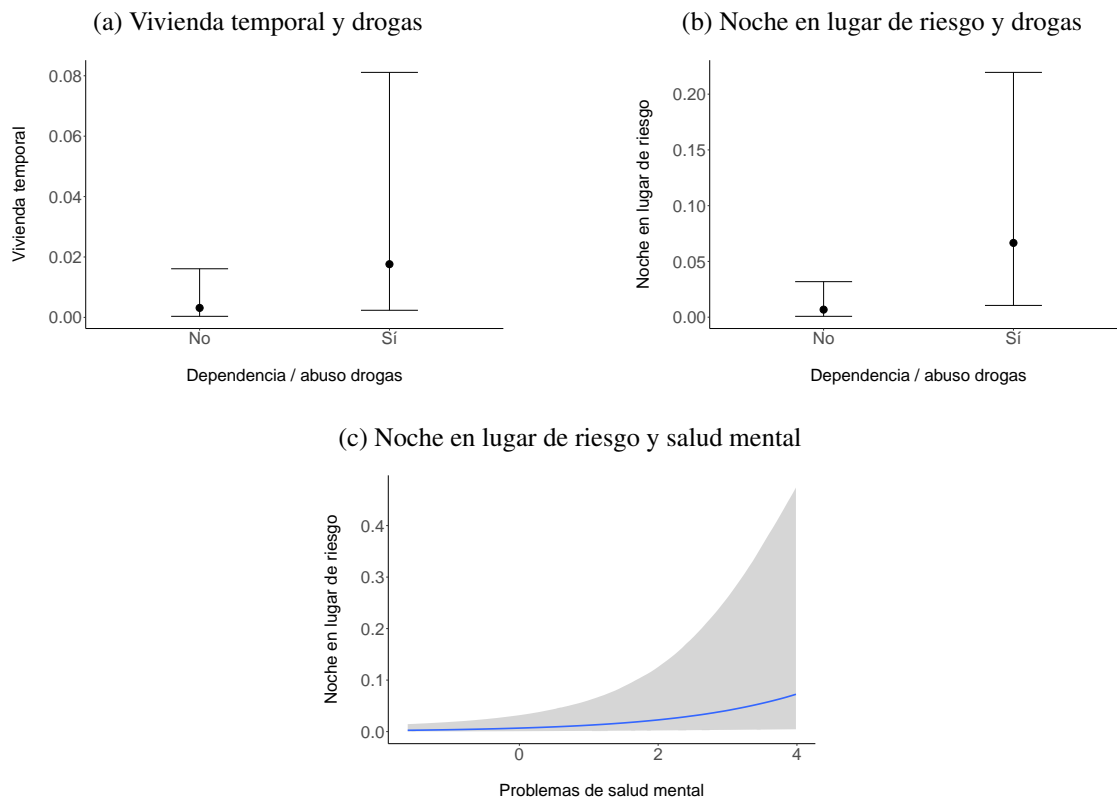 (a) Vivienda temporal y drogas
Vivienda temporal
0.08
0.06
0.04
0.02
0.00
No
Sí
Dependencia / abuso drogas
(b) Noche en lugar de riesgo y drogas
Noche en lugar de riesgo
0.20
0.15
0.10
0.05
0.00
No
Sí
Dependencia / abuso drogas
(c) Noche en lugar de riesgo y salud mental
Noche en lugar de riesgo
0.4
0.3
0.2
0.1
0.0
0
2
4
Problemas de salud mental